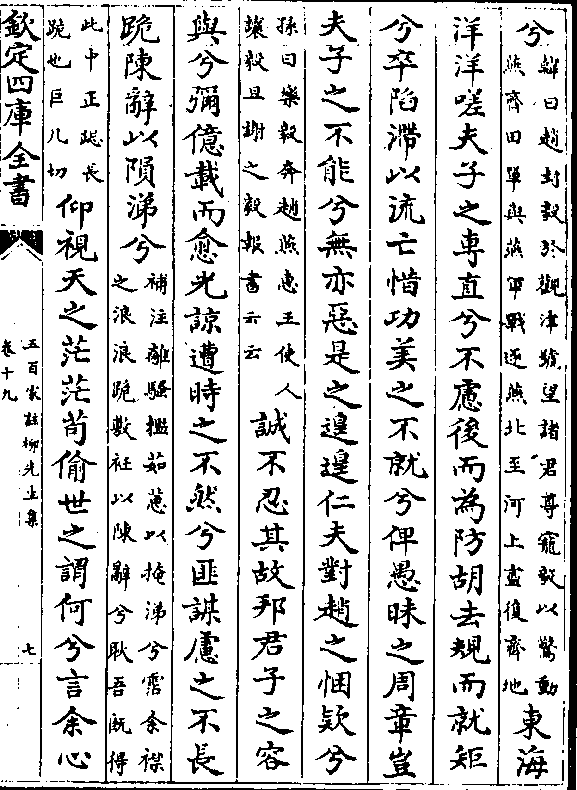 兮韓曰趙封毅於觀津號望諸君尊寵毅以驚動
燕齊田單與燕軍戰逐燕北至河上盡復齊地東海
洋洋嗟夫子之專直兮不慮後而為防胡去規而就矩
兮卒陷滯以流亡惜功美之不就兮俾愚昧之周章豈
夫子之不能兮無亦惡是之遑遑仁夫對趙之悃款兮
孫曰樂毅奔趙燕惠王使人
讓毅且謝之毅報書云云誠不忍其故邦君子之容
與兮彌億載而愈光諒遭時之不然兮匪謀慮之不長
跪陳辭以隕涕兮補注離騷攬茹蕙以掩涕兮霑余襟
之浪浪跪敷衽以陳辭兮耿吾既得
此中正跽長
跪也巨几切仰視天之茫茫苟偷世之謂何兮言余心
欽定四庫全書
五百家註柳先生集
卷十九
七